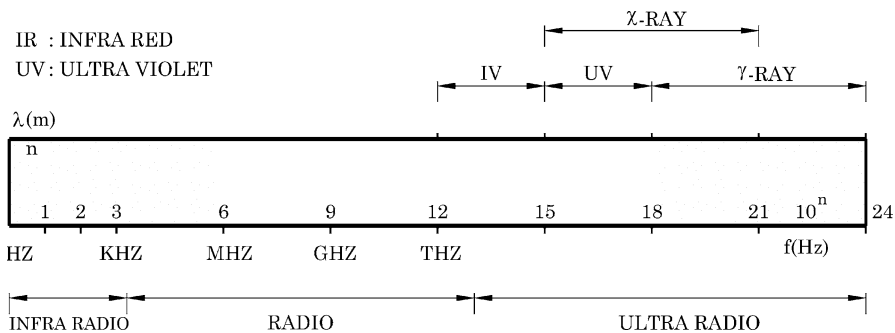 χ-RAY
IR : INFRA RED
UV : ULTRA VIOLET
IV UV γ-RAY
λ(m)
n
1 2 3 6 9 12 15 18 21 10ⁿ 24
HZ KHZ MHZ GHZ THZ f(Hz)
INFRA RADIO RADIO ULTRA RADIO